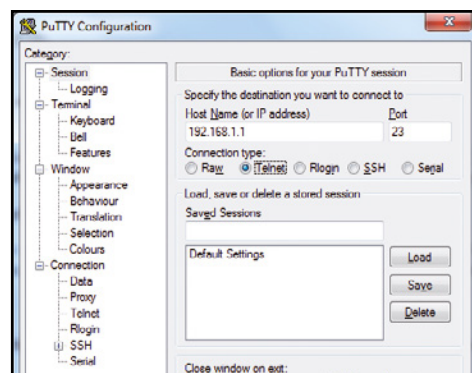 PuTTY Configuration
Category:
Session
Logging
Terminal
Keyboard
Bell
Features
Window
Appearance
Behaviour
Translation
Selection
Colours
Connection
Data
Proxy
Telnet
Rlogin
SSH
Serial
Basic options for your PuTTY session
Specify the destination you want to connect to
Host Name (or IP address) Port
192.168.1.1 23
Connection type:
Raw Telnet Rlogin SSH Serial
Load, save or delete a stored session
Saved Sessions
Default Settings
Load
Save
Delete
Close window on exit: